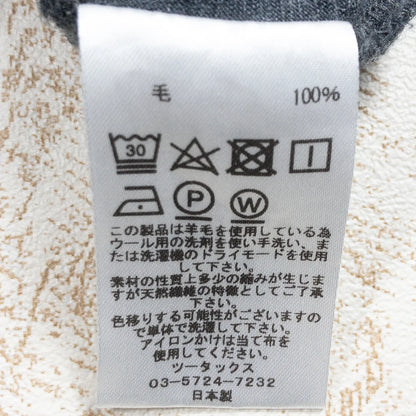 毛 100%
30
P W
この製品は羊毛を使用している為
ウール用の洗剤を使い手洗い、ま
たは洗濯機のドライモードを使用
して下さい。
素材の性質上多少の縮みが生じま
すが天然繊維の特徴としてご了承
下さい。
色移りする可能性がございますの
で単体で洗濯して下さい。
アイロンかけは当て布を
使用してください。
ツータックス
03-5724-7232
日本製